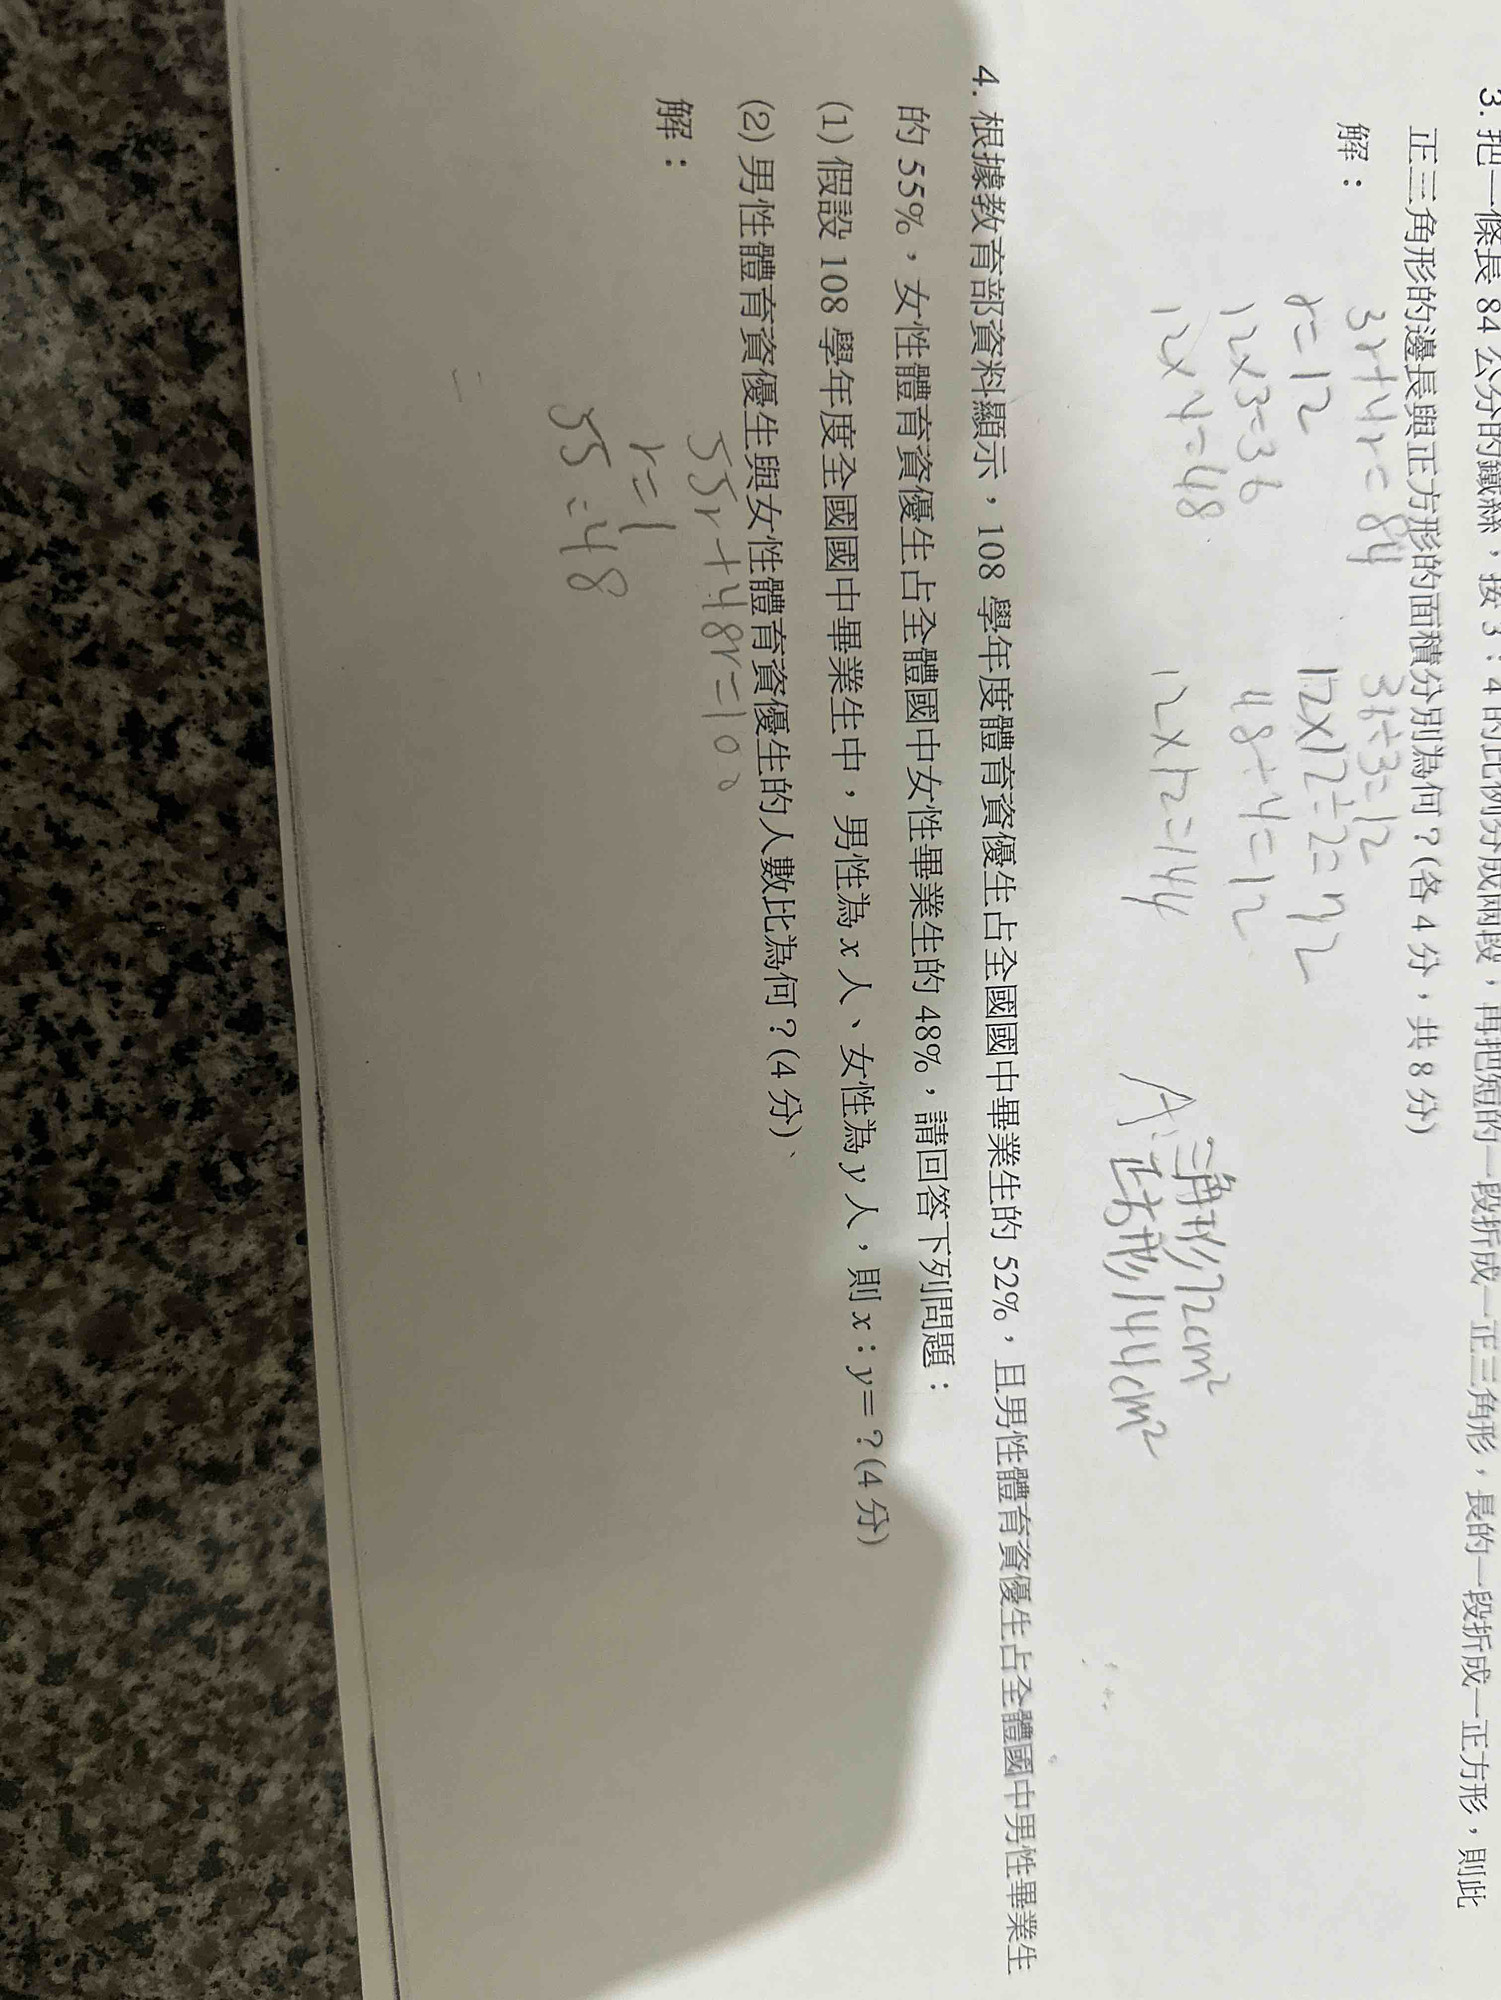 3. 把一條長 84 公分的鐵絲，按 3：4 的比例分成兩段，再把短的一段折成一正三角形，長的一段折成一正方形，則此
正三角形的邊長與正方形的面積分別為何？(各 4 分，共 8 分)
解：
3r+4r=84
r=12
12×3=36
12×4=48
36÷3=12
12×12÷2=72
48÷4=12
12×12=144
A:三角形72cm²
正方形144cm²
4. 根據教育部資料顯示，108 學年度體育資優生占全國國中畢業生的 52%，且男性體育資優生占全體國中男性畢業生
的 55%，女性體育資優生占全體國中女性畢業生的 48%，請回答下列問題：
(1) 假設 108 學年度全國國中畢業生中，男性為 x 人、女性為 y 人，則 x：y=？(4 分)
(2) 男性體育資優生與女性體育資優生的人數比為何？(4 分)
解：
55r+48r=100
r=1
55:48
=